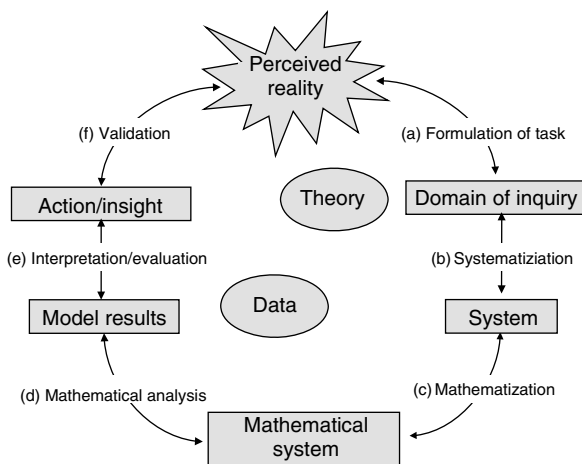 Perceived
reality
(f) Validation
(a) Formulation of task
Theory
Action/insight
Domain of inquiry
(e) Interpretation/evaluation
(b) Systematiziation
Data
Model results
System
(d) Mathematical analysis
(c) Mathematization
Mathematical
system